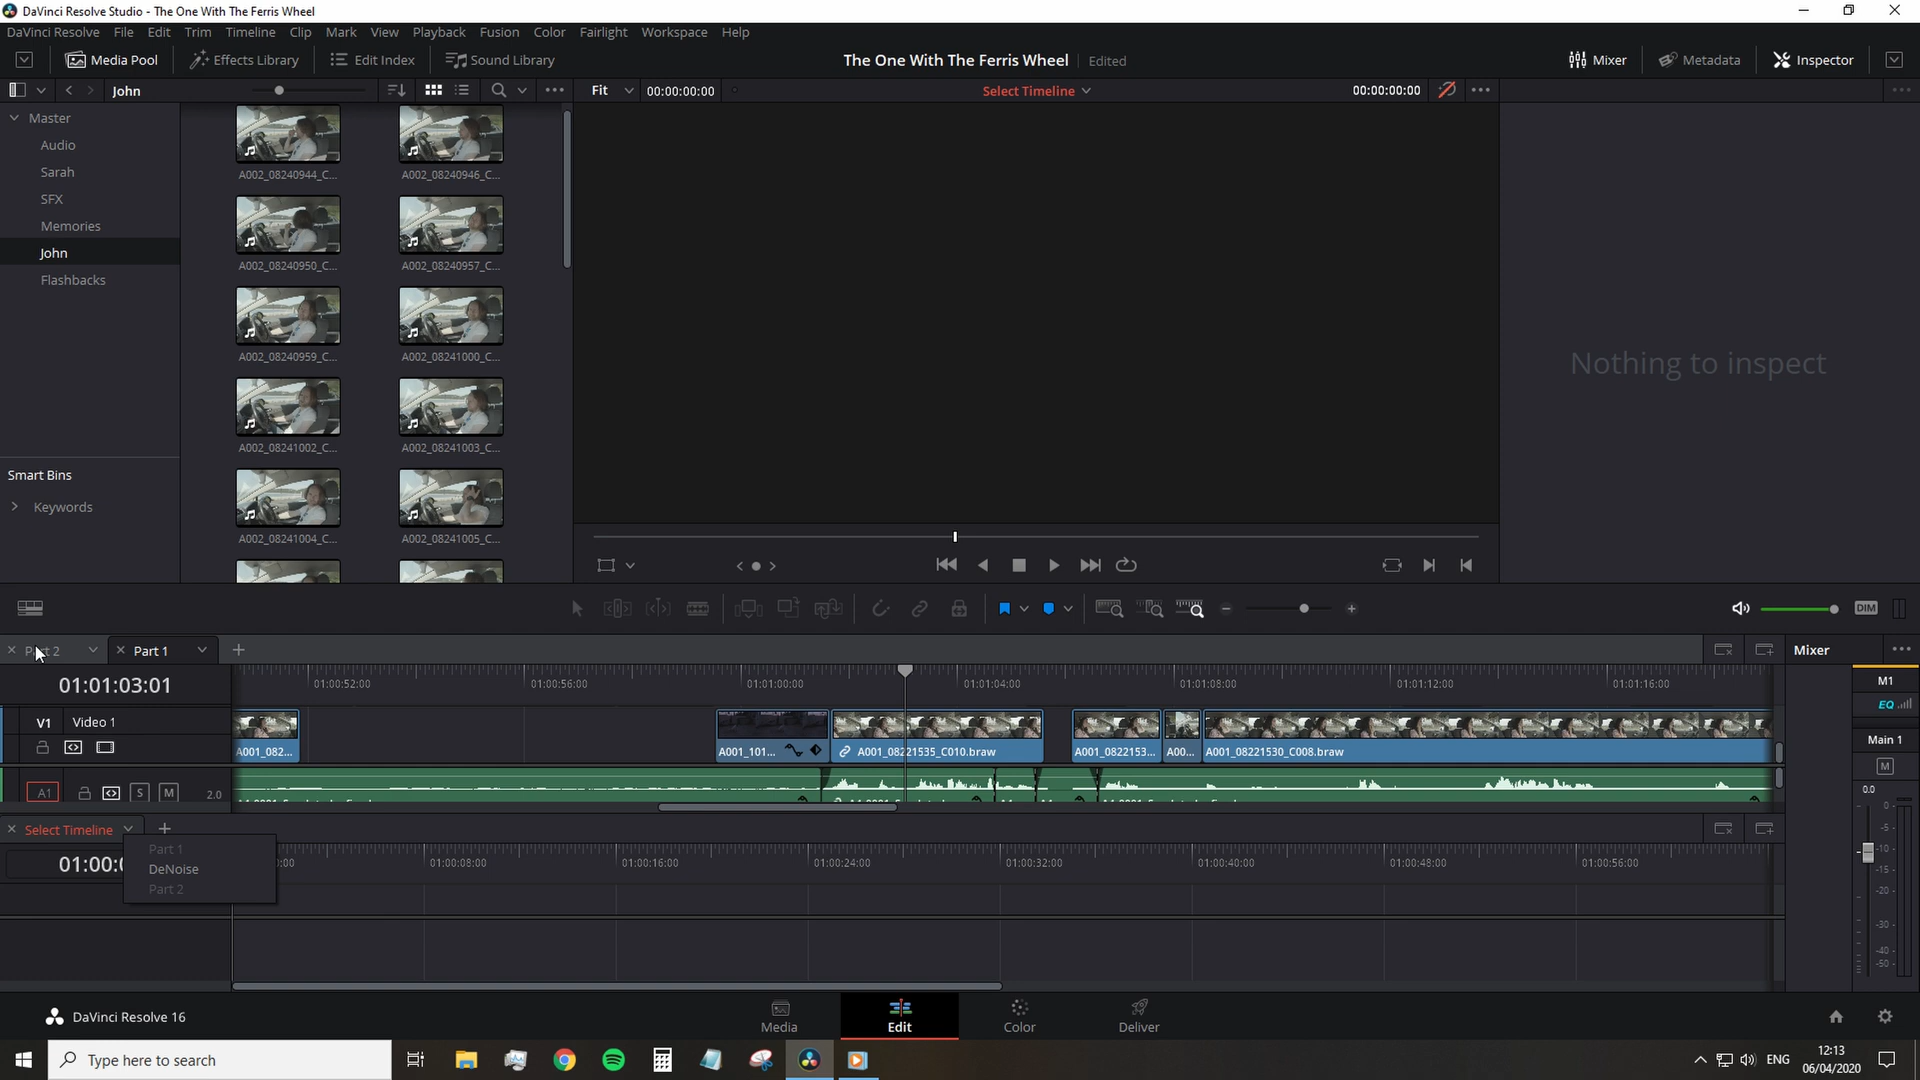 DaVinci Resolve Studio - The One With The Ferris Wheel
DaVinci Resolve File Edit Trim Timeline Clip Mark View Playback Fusion Color Fairlight Workspace Help
Media Pool Effects Library Edit Index Sound Library The One With The Ferris Wheel Edited Mixer Metadata Inspector
John Fit 00:00:00:00 Select Timeline 00:00:00:00
Master
Audio
Sarah
SFX
Memories
John
Flashbacks
Smart Bins
Keywords
A002_08240944_C... A002_08240946_C...
A002_08240950_C... A002_08240957_C...
A002_08240959_C... A002_08241000_C...
A002_08241002_C... A002_08241003_C...
A002_08241004_C... A002_08241005_C...
Nothing to inspect
DIM
Part 2 Part 1 Mixer
01:01:03:01 01:00:52:00 01:00:56:00 01:01:00:00 01:01:04:00 01:01:08:00 01:01:12:00 01:01:16:00
V1 Video 1
A001_082... A001_101... A001_08221535_C010.braw A001_0822153... A00... A001_08221530_C008.braw
A1 S M 2.0
M1
EQ
Main 1
M
0.0
0
-5
-10
-15
-20
-30
-40
-50
Select Timeline
Part 1
DeNoise
Part 2
01:00:0 :00 01:00:08:00 01:00:16:00 01:00:24:00 01:00:32:00 01:00:40:00 01:00:48:00 01:00:56:00
DaVinci Resolve 16 Media Edit Color Deliver
Type here to search ENG 12:13
06/04/2020